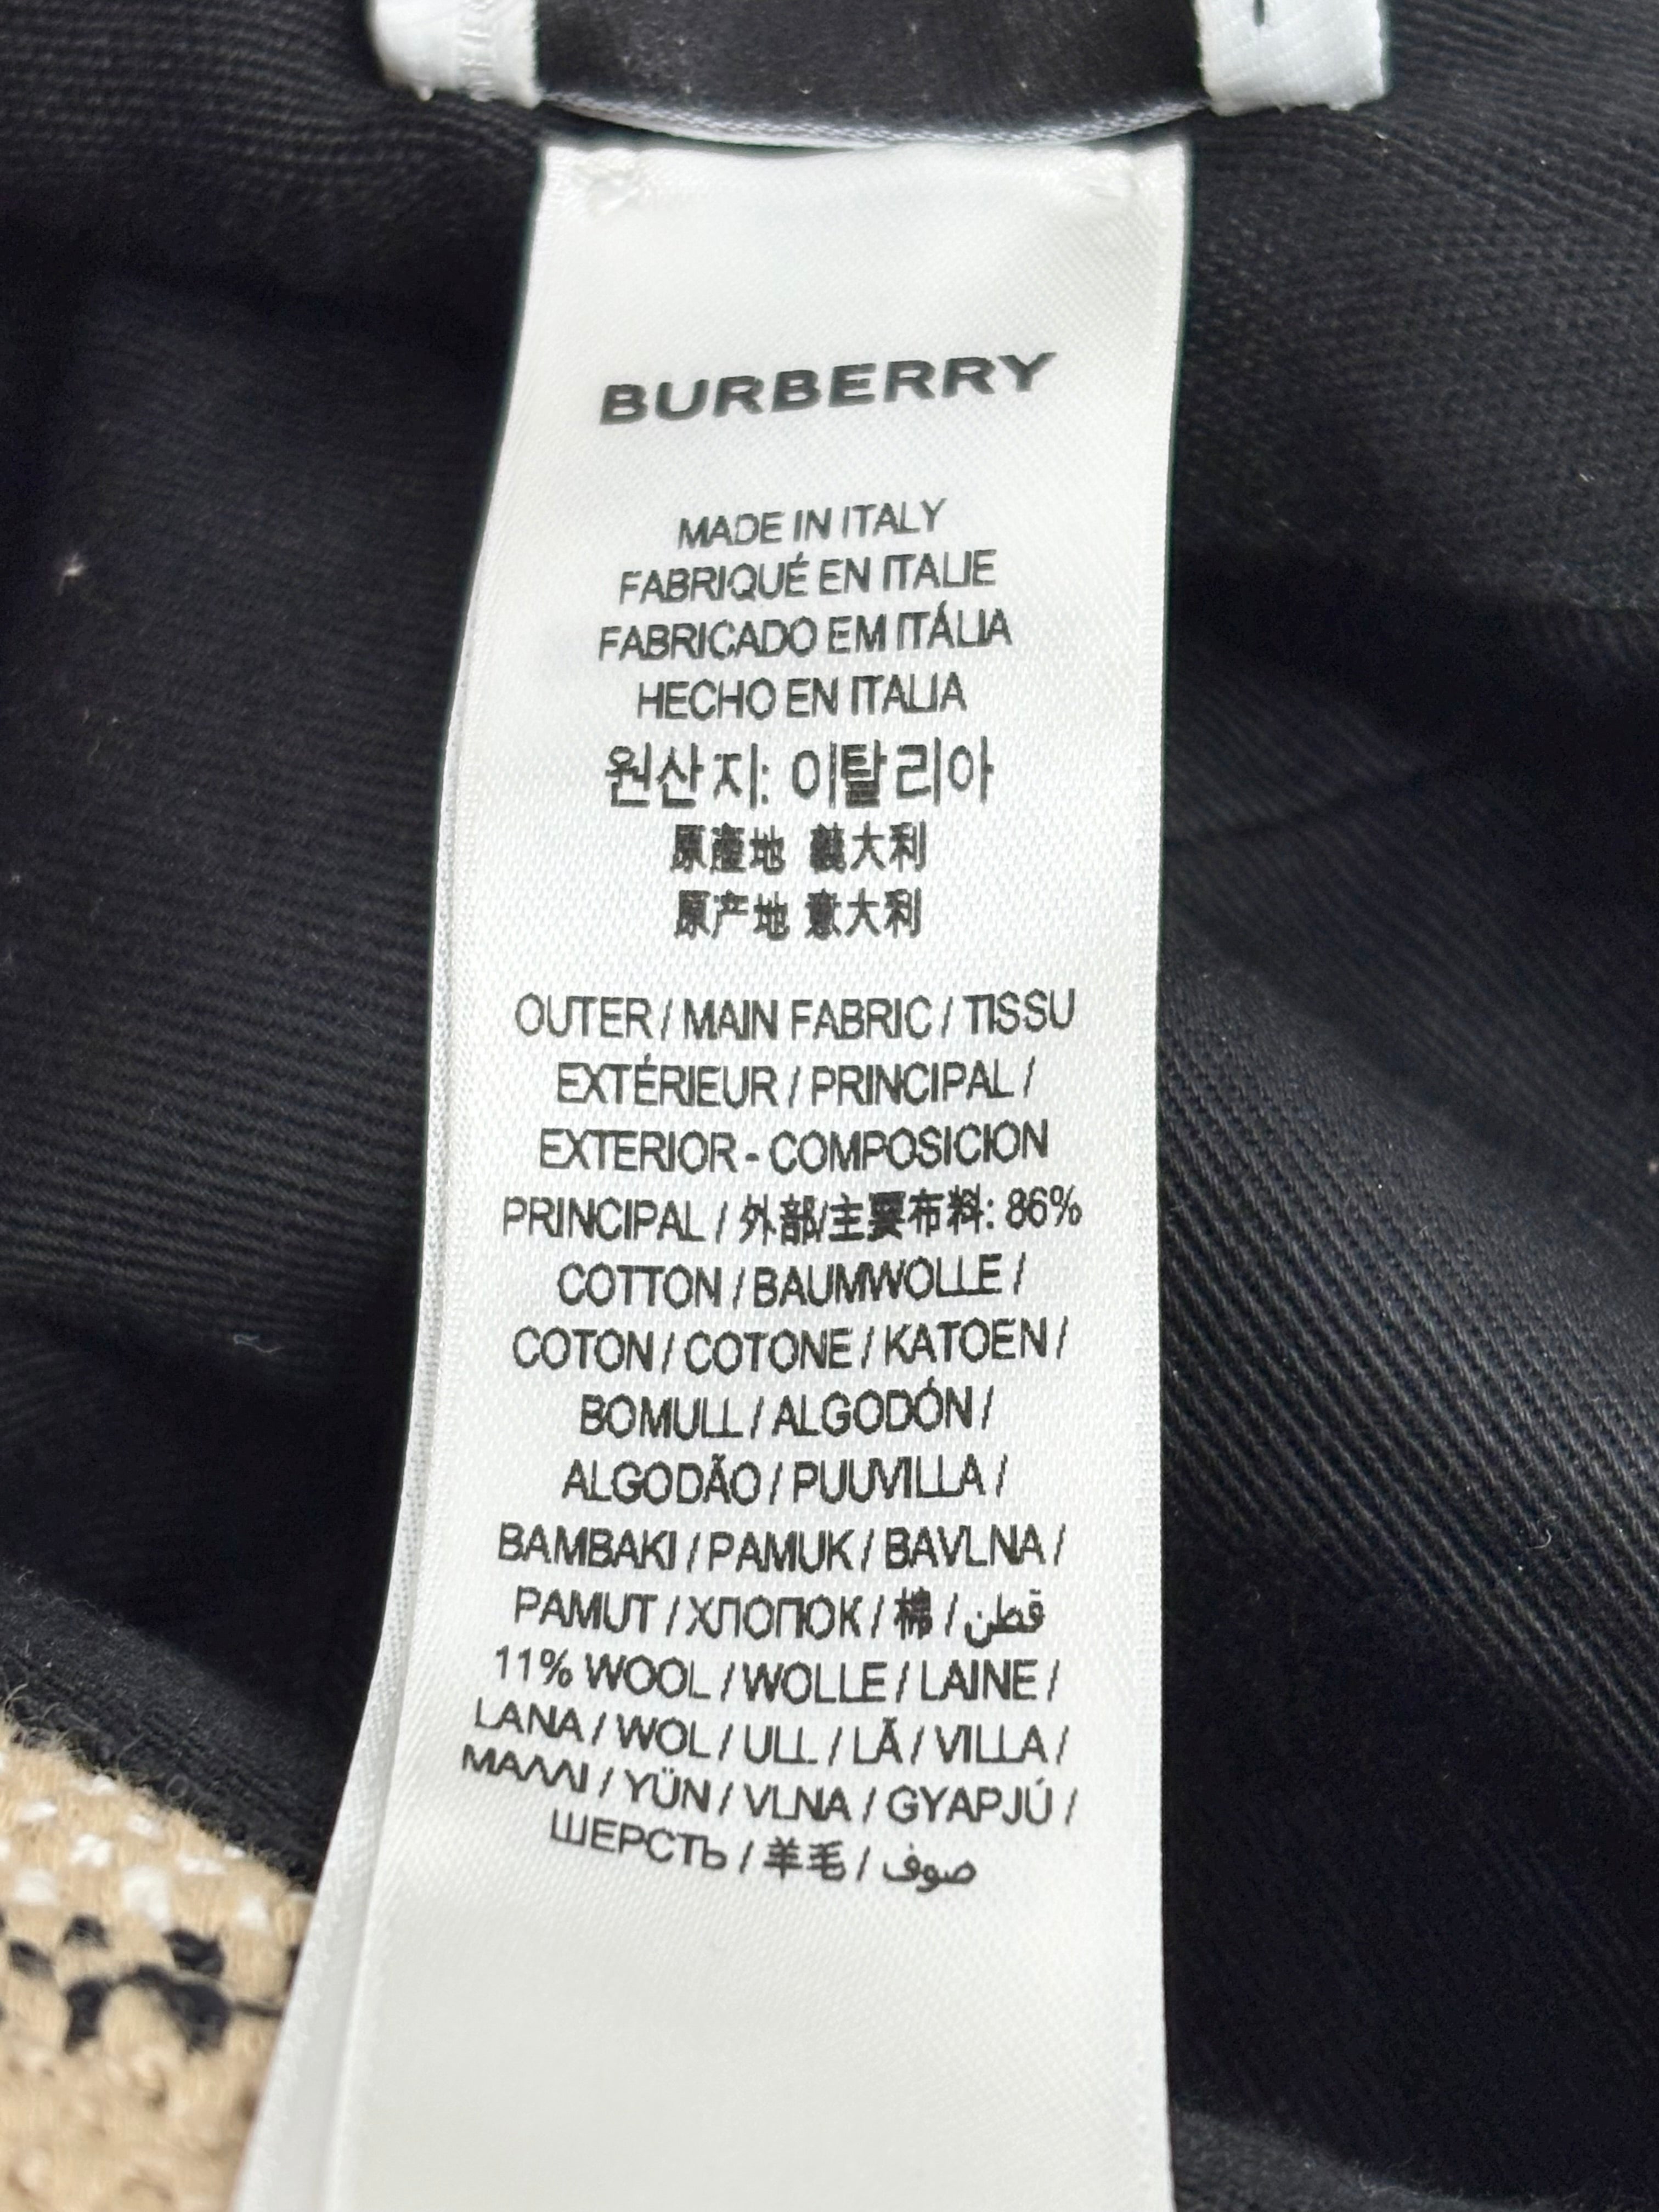 BURBERRY
MADE IN ITALY
FABRIQUÉ EN ITALIE
FABRICADO EM ITÁLIA
HECHO EN ITALIA
원산지: 이탈리아
原產地 義大利
原产地 意大利
OUTER / MAIN FABRIC / TISSU
EXTÉRIEUR / PRINCIPAL /
EXTERIOR - COMPOSICION
PRINCIPAL / 外部/主要布料: 86%
COTTON / BAUMWOLLE /
COTON / COTONE / KATOEN /
BOMULL / ALGODÓN /
ALGODÃO / PUUVILLA /
BAMBAKI / PAMUK / BAVLNA /
PAMUT / ХЛОПОК / 棉 / قطن
11% WOOL / WOLLE / LAINE /
LANA / WOL / ULL / LÃ / VILLA /
ΜΑΛΛΙ / YÜN / VLNA / GYAPJÚ /
ШЕРСТЬ / 羊毛 / صوف